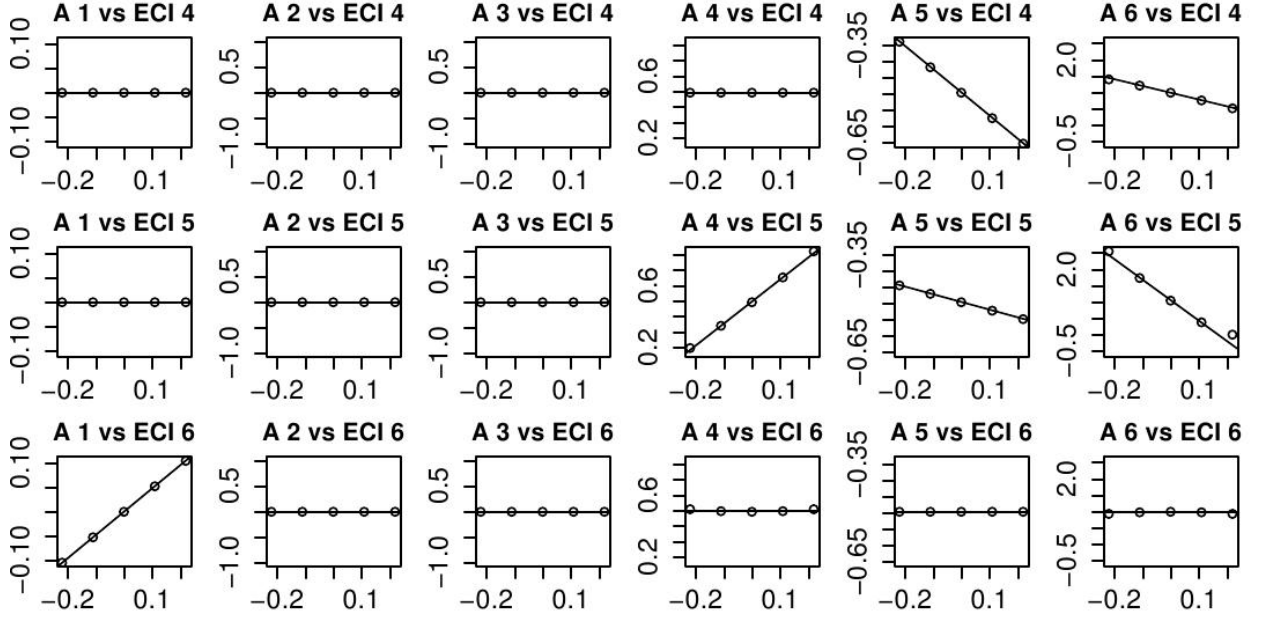 A 1 vs ECI 4 A 2 vs ECI 4 A 3 vs ECI 4 A 4 vs ECI 4 A 5 vs ECI 4 A 6 vs ECI 4
0.10 0.5 0.5 0.6 −0.35 2.0
−0.10 −1.0 −1.0 0.2 −0.65 −0.5
−0.2 0.1 −0.2 0.1 −0.2 0.1 −0.2 0.1 −0.2 0.1 −0.2 0.1
A 1 vs ECI 5 A 2 vs ECI 5 A 3 vs ECI 5 A 4 vs ECI 5 A 5 vs ECI 5 A 6 vs ECI 5
0.10 0.5 0.5 0.6 −0.35 2.0
−0.10 −1.0 −1.0 0.2 −0.65 −0.5
−0.2 0.1 −0.2 0.1 −0.2 0.1 −0.2 0.1 −0.2 0.1 −0.2 0.1
A 1 vs ECI 6 A 2 vs ECI 6 A 3 vs ECI 6 A 4 vs ECI 6 A 5 vs ECI 6 A 6 vs ECI 6
0.10 0.5 0.5 0.6 −0.35 2.0
−0.10 −1.0 −1.0 0.2 −0.65 −0.5
−0.2 0.1 −0.2 0.1 −0.2 0.1 −0.2 0.1 −0.2 0.1 −0.2 0.1